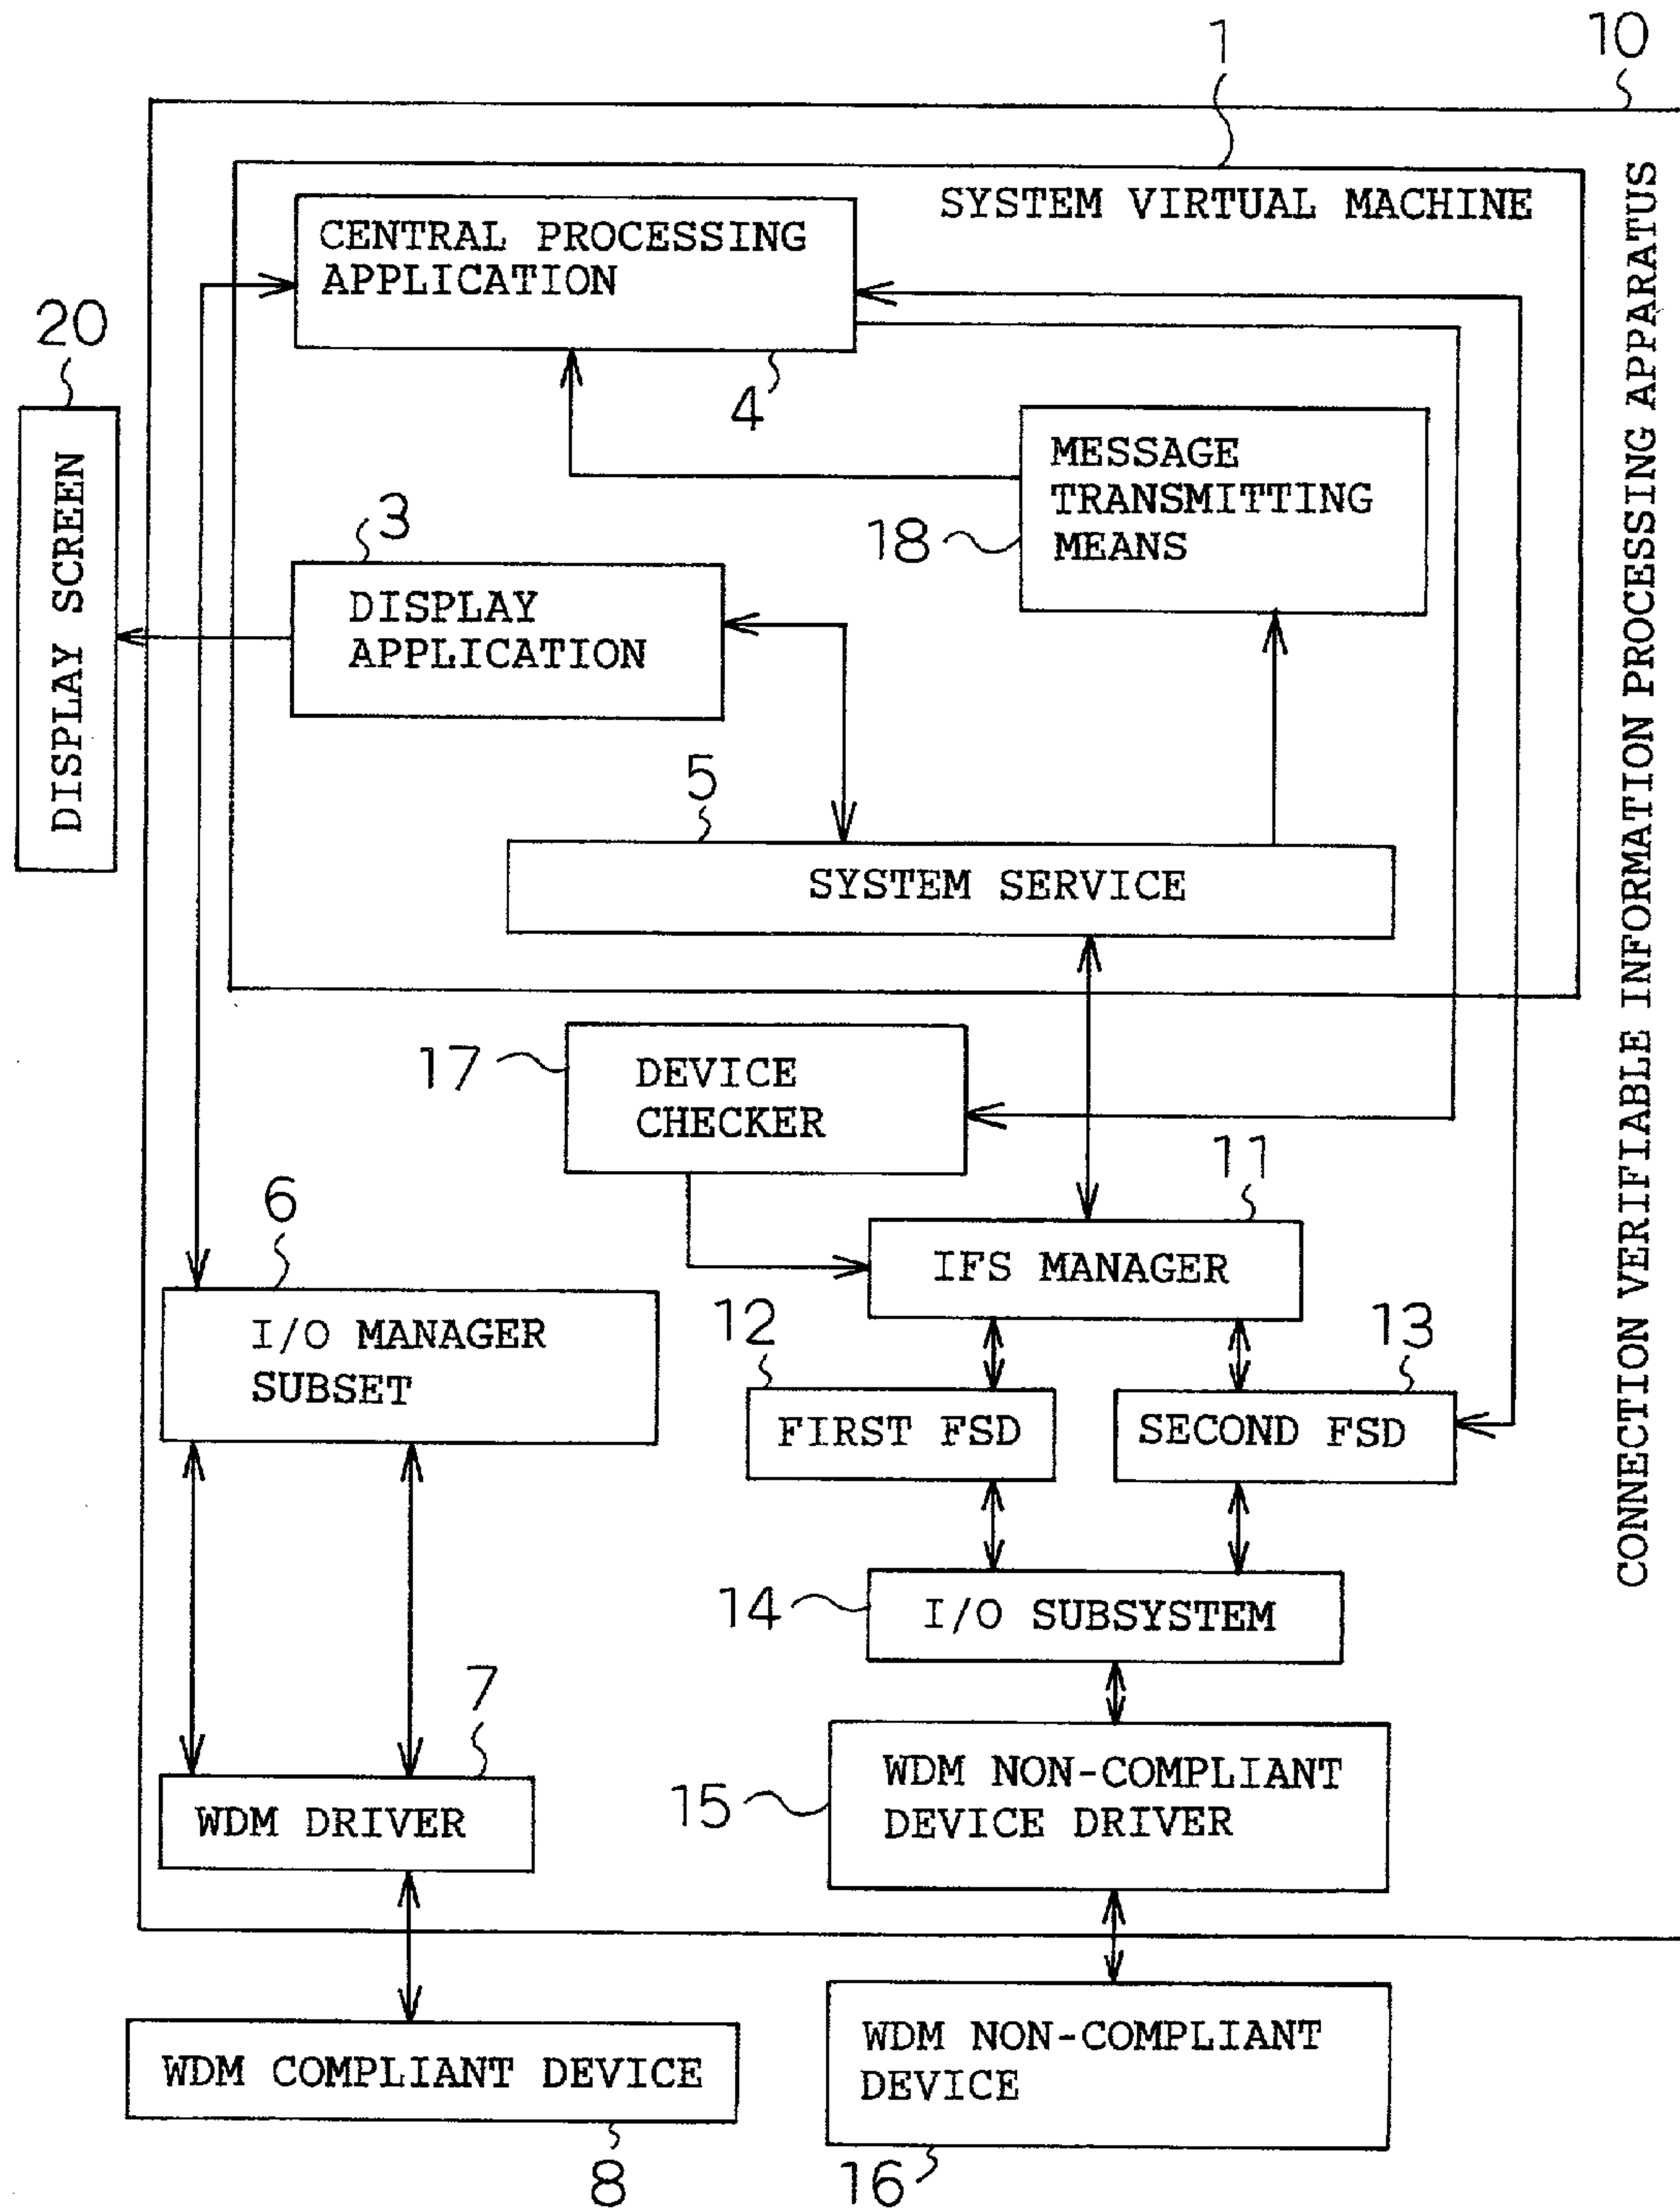 10
1
SYSTEM VIRTUAL MACHINE
CENTRAL PROCESSING
APPLICATION
4
20
DISPLAY SCREEN
MESSAGE
TRANSMITTING
MEANS
18
3
DISPLAY
APPLICATION
5
SYSTEM SERVICE
CONNECTION VERIFIABLE INFORMATION PROCESSING APPARATUS
17
DEVICE
CHECKER
11
IFS MANAGER
6
I/O MANAGER
SUBSET
12
FIRST FSD
13
SECOND FSD
14
I/O SUBSYSTEM
7
WDM DRIVER
15
WDM NON-COMPLIANT
DEVICE DRIVER
WDM COMPLIANT DEVICE
8
WDM NON-COMPLIANT
DEVICE
16